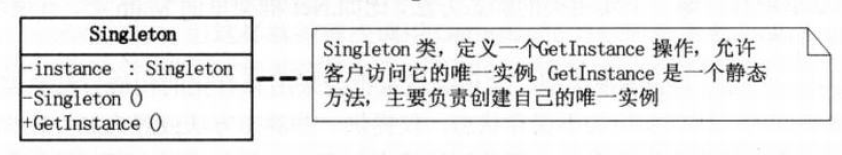 Singleton
-instance : Singleton
-Singleton()
+GetInstance()
Singleton 类，定义一个GetInstance 操作，允许
客户访问它的唯一实例 GetInstance 是一个静态
方法，主要负责创建自己的唯一实例